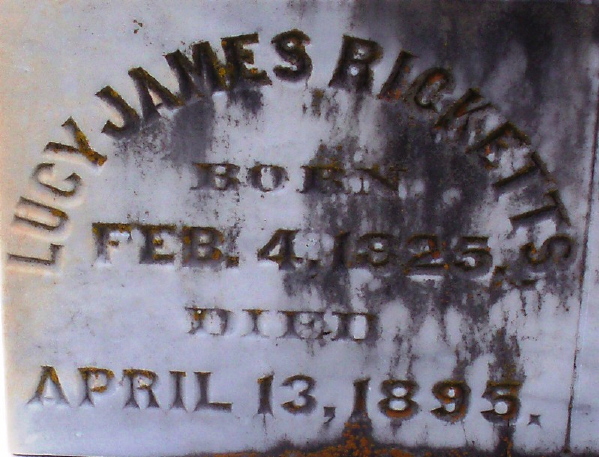 LUCY JAMES RICKETTS
BORN
FEB. 4, 1825,
DIED
APRIL 13, 1895.